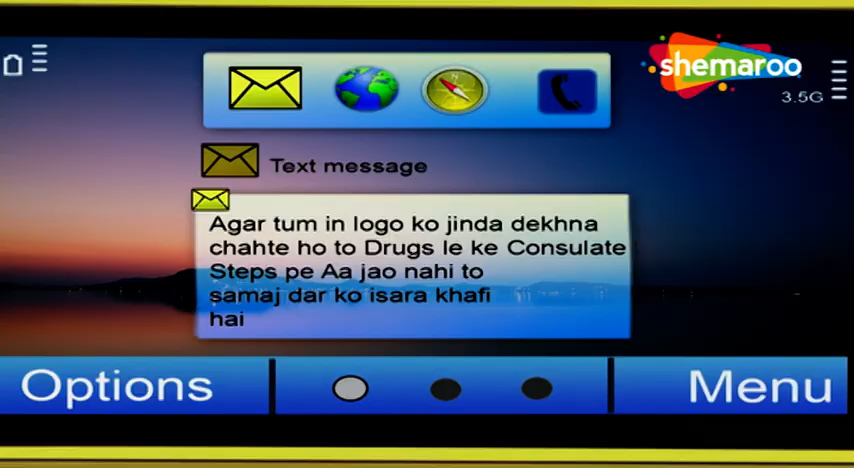 shemaroo
3.5G
N
Text message
Agar tum in logo ko jinda dekhna
chahte ho to Drugs le ke Consulate
Steps pe Aa jao nahi to
samaj dar ko isara khafi
hai
Options
Menu